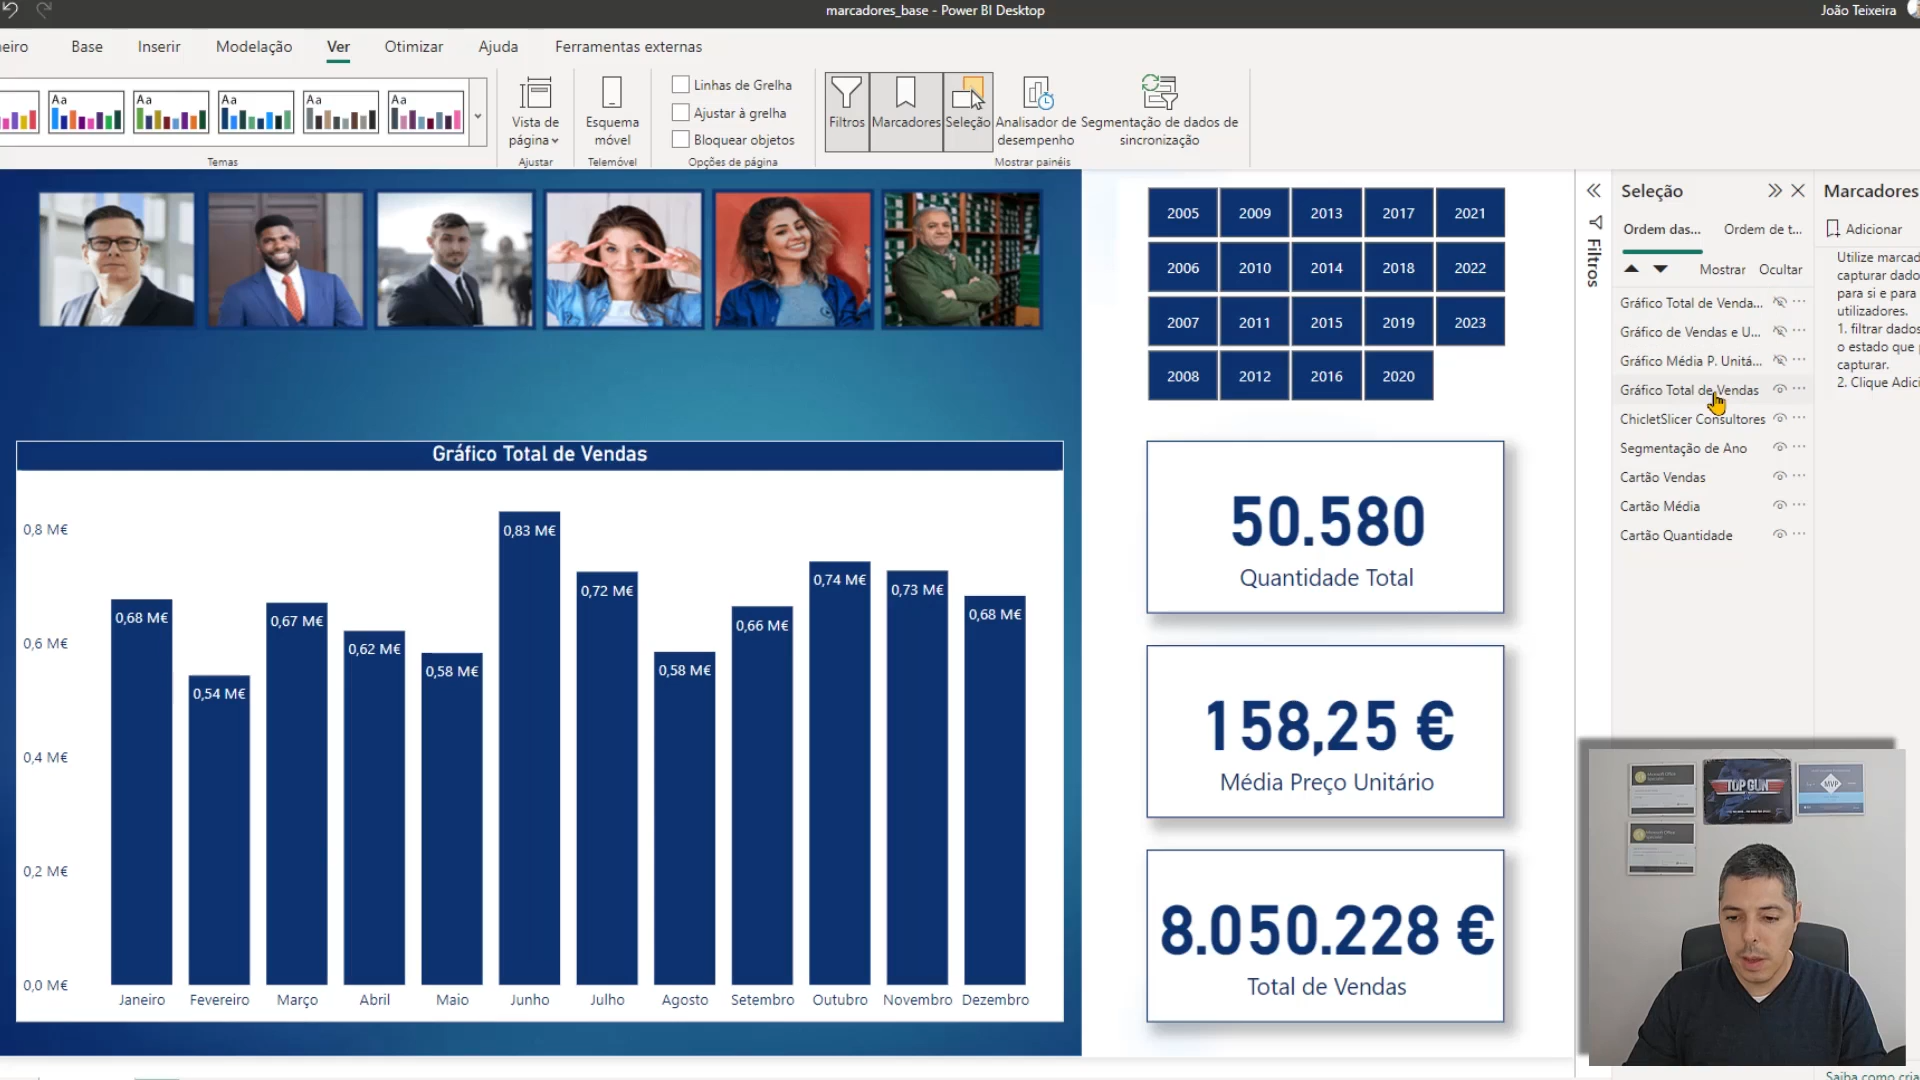 marcadores_base - Power BI Desktop
João Teixeira
eiro
Base
Inserir
Modelação
Ver
Otimizar
Ajuda
Ferramentas externas
Aa
Aa
Aa
Aa
Aa
Temas
Vista de
página
Ajustar
Esquema
móvel
Telemóvel
Linhas de Grelha
Ajustar à grelha
Bloquear objetos
Opções de página
Filtros
Marcadores
Seleção
Analisador de
desempenho
Segmentação de dados de
sincronização
Mostrar painéis
2005 2009 2013 2017 2021
2006 2010 2014 2018 2022
2007 2011 2015 2019 2023
2008 2012 2016 2020
Gráfico Total de Vendas
0,8 M€
0,6 M€
0,4 M€
0,2 M€
0,0 M€
0,68 M€
0,54 M€
0,67 M€
0,62 M€
0,58 M€
0,83 M€
0,72 M€
0,58 M€
0,66 M€
0,74 M€
0,73 M€
0,68 M€
Janeiro Fevereiro Março Abril Maio Junho Julho Agosto Setembro Outubro Novembro Dezembro
50.580
Quantidade Total
158,25 €
Média Preço Unitário
8.050.228 €
Total de Vendas
Filtros
Seleção
Ordem das...
Ordem de t...
Mostrar
Ocultar
Gráfico Total de Venda...
Gráfico de Vendas e U...
Gráfico Média P. Unitá...
Gráfico Total de Vendas
ChicletSlicer Consultores
Segmentação de Ano
Cartão Vendas
Cartão Média
Cartão Quantidade
Marcadores
Adicionar
Utilize marcad
capturar dado
para si e para
utilizadores.
1. filtrar dados
o estado que
capturar.
2. Clique Adici
TOP GUN
MVP
Saiba como cria